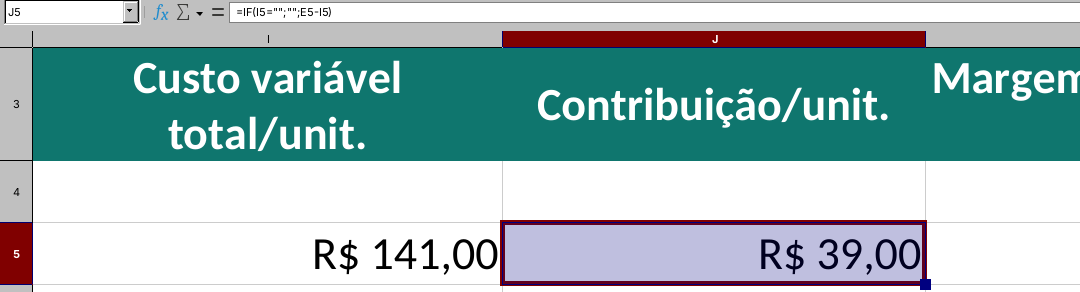 J5 fx Σ = =IF(I5="";"";E5-I5)
I J
3 Custo variável total/unit. Contribuição/unit. Margem
4
5 R$ 141,00 R$ 39,00